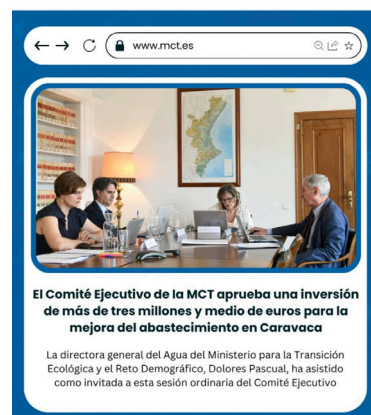 www.mct.es
El Comité Ejecutivo de la MCT aprueba una inversión
de más de tres millones y medio de euros para la
mejora del abastecimiento en Caravaca
La directora general del Agua del Ministerio para la Transición
Ecológica y el Reto Demográfico, Dolores Pascual, ha asistido
como invitada a esta sesión ordinaria del Comité Ejecutivo